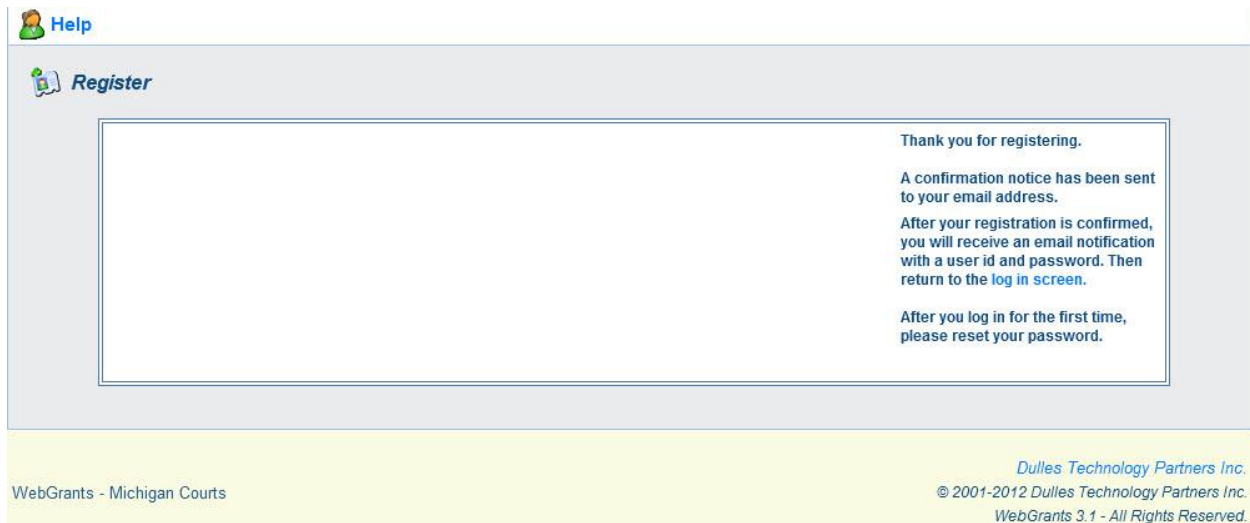 Help
Register
Thank you for registering.
A confirmation notice has been sent
to your email address.
After your registration is confirmed,
you will receive an email notification
with a user id and password. Then
return to the log in screen.
After you log in for the first time,
please reset your password.
Dulles Technology Partners Inc.
WebGrants - Michigan Courts
© 2001-2012 Dulles Technology Partners Inc.
WebGrants 3.1 - All Rights Reserved.